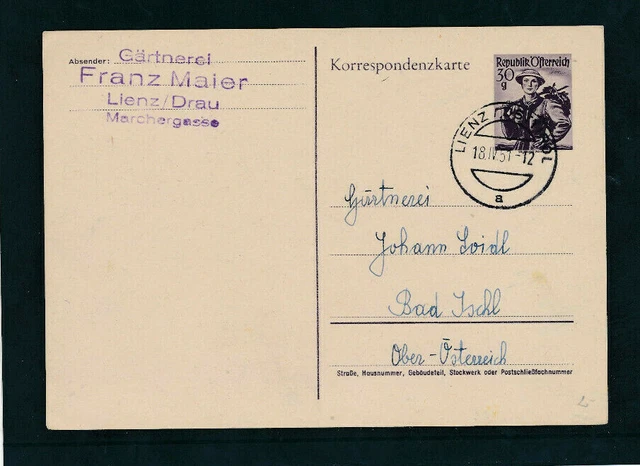 Absender: Gärtnerei
Franz Maier
Lienz/Drau
Marchergasse
Korrespondenzkarte
Republik Österreich
30
g
LIENZ
18.IV.51-12
a
Gärtnerei
Johann Loidl
Bad Ischl
Ober-Österreich
Straße, Hausnummer, Gebäudeteil, Stockwerk oder Postschließfachnummer